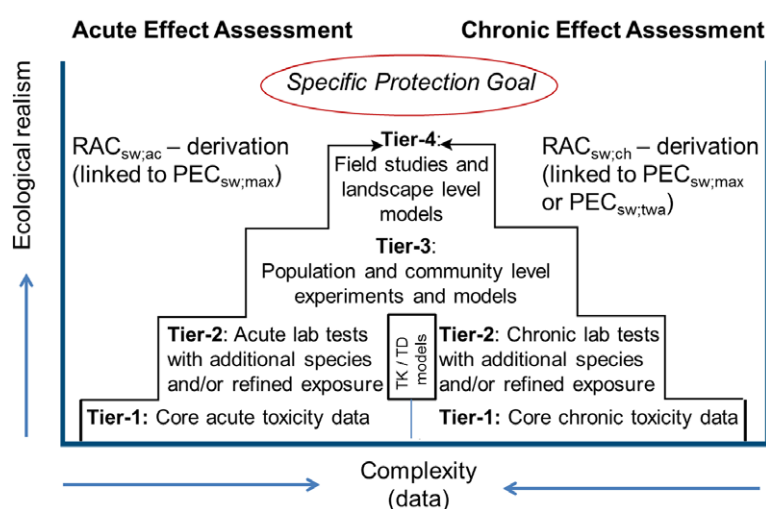 Acute Effect Assessment
Chronic Effect Assessment
Specific Protection Goal
RACsw;ac – derivation
(linked to PECsw;max)
RACsw;ch – derivation
(linked to PECsw;max
or PECsw;twa)
Tier-4:
Field studies and
landscape level
models
Tier-3:
Population and community level
experiments and models
Tier-2: Acute lab tests
with additional species
and/or refined exposure
TK / TD
models
Tier-2: Chronic lab tests
with additional species
and/or refined exposure
Tier-1: Core acute toxicity data
Tier-1: Core chronic toxicity data
Ecological realism
Complexity
(data)